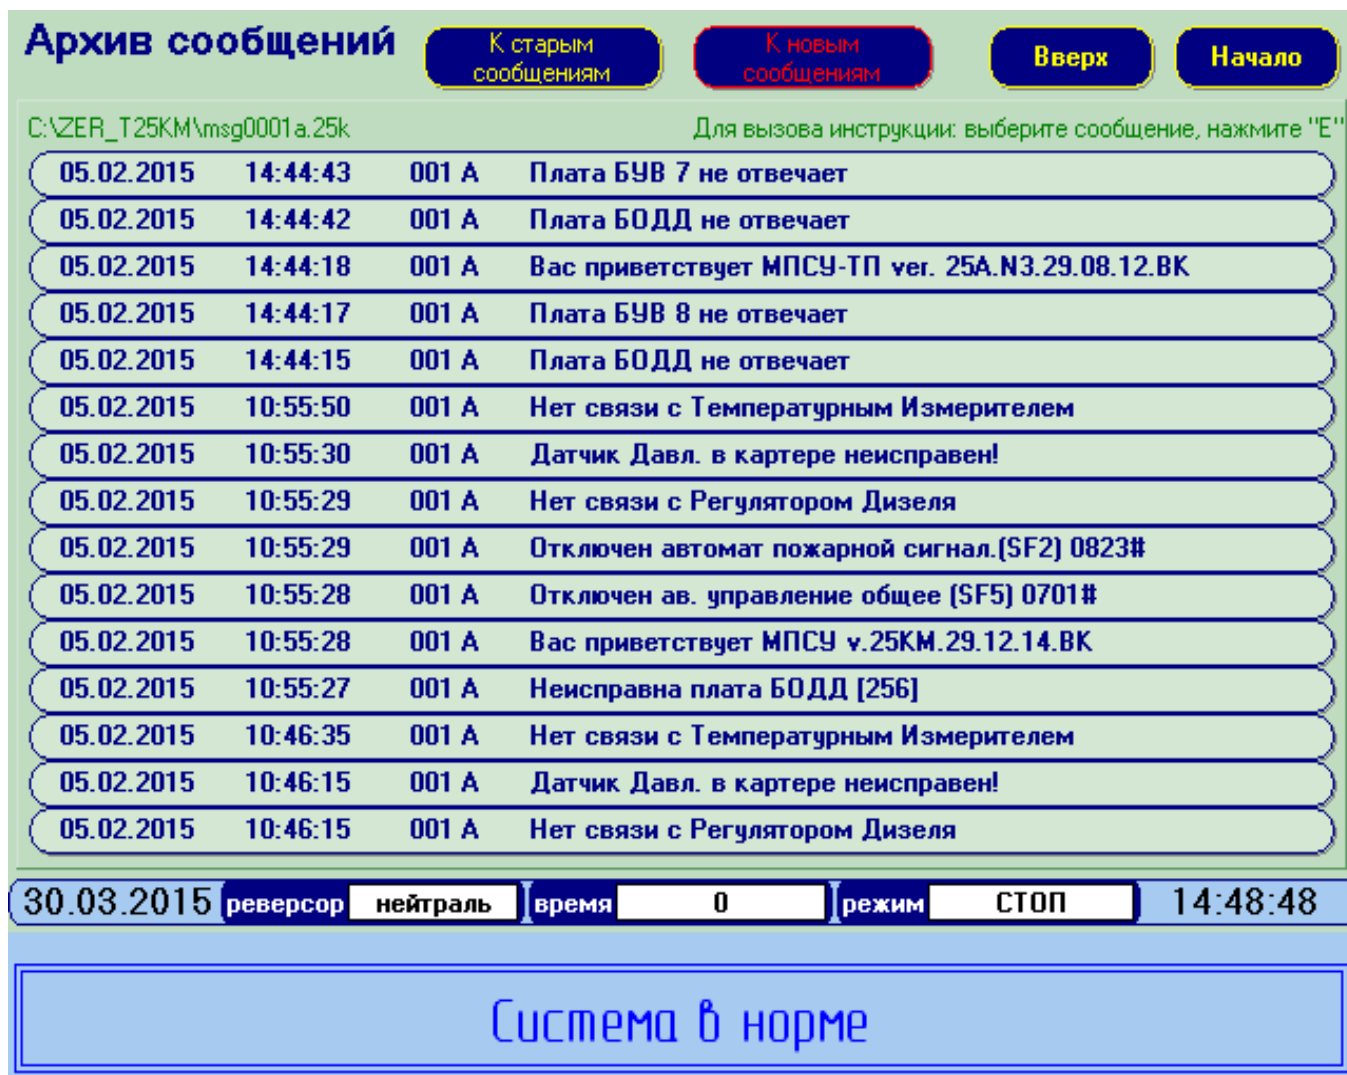 Архив сообщений
К старым
сообщениям
К новым
сообщениям
Вверх
Начало
C:\ZER_T25KM\msg0001a.25k Для вызова инструкции: выберите сообщение, нажмите "E"
05.02.2015 14:44:43 001 А Плата БУВ 7 не отвечает
05.02.2015 14:44:42 001 А Плата БОДД не отвечает
05.02.2015 14:44:18 001 А Вас приветствует МПСУ-ТП ver. 25A.N3.29.08.12.BK
05.02.2015 14:44:17 001 А Плата БУВ 8 не отвечает
05.02.2015 14:44:15 001 А Плата БОДД не отвечает
05.02.2015 10:55:50 001 А Нет связи с Температурным Измерителем
05.02.2015 10:55:30 001 А Датчик Давл. в картере неисправен!
05.02.2015 10:55:29 001 А Нет связи с Регулятором Дизеля
05.02.2015 10:55:29 001 А Отключен автомат пожарной сигнал.(SF2) 0823#
05.02.2015 10:55:28 001 А Отключен ав. управление общее (SF5) 0701#
05.02.2015 10:55:28 001 А Вас приветствует МПСУ v.25KM.29.12.14.BK
05.02.2015 10:55:27 001 А Неисправна плата БОДД [256]
05.02.2015 10:46:35 001 А Нет связи с Температурным Измерителем
05.02.2015 10:46:15 001 А Датчик Давл. в картере неисправен!
05.02.2015 10:46:15 001 А Нет связи с Регулятором Дизеля
30.03.2015 реверсор нейтраль время 0 режим СТОП 14:48:48
Система в норме